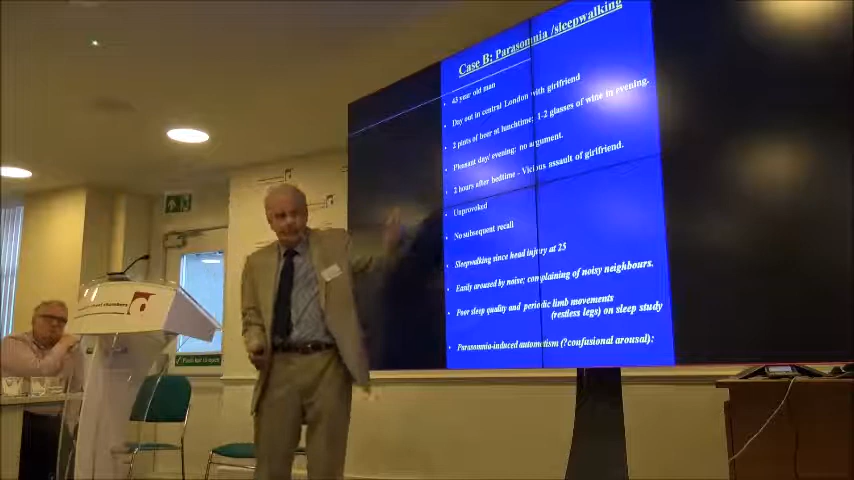 Case B: Parasomnia /sleepwalking
• 43 year old man
• Day out in central London with girlfriend
• 2 pints of beer at lunchtime; 1-2 glasses of wine in evening.
• Pleasant day/ evening; no argument.
• 2 hours after bedtime - Vicious assault of girlfriend.
• Unprovoked
• No subsequent recall
• Sleepwalking since head injury at 25
• Easily aroused by noise; complaining of noisy neighbours.
• Poor sleep quality and periodic limb movements
(restless legs) on sleep study
• Parasomnia-induced automatism (?confusional arousal);
chambers